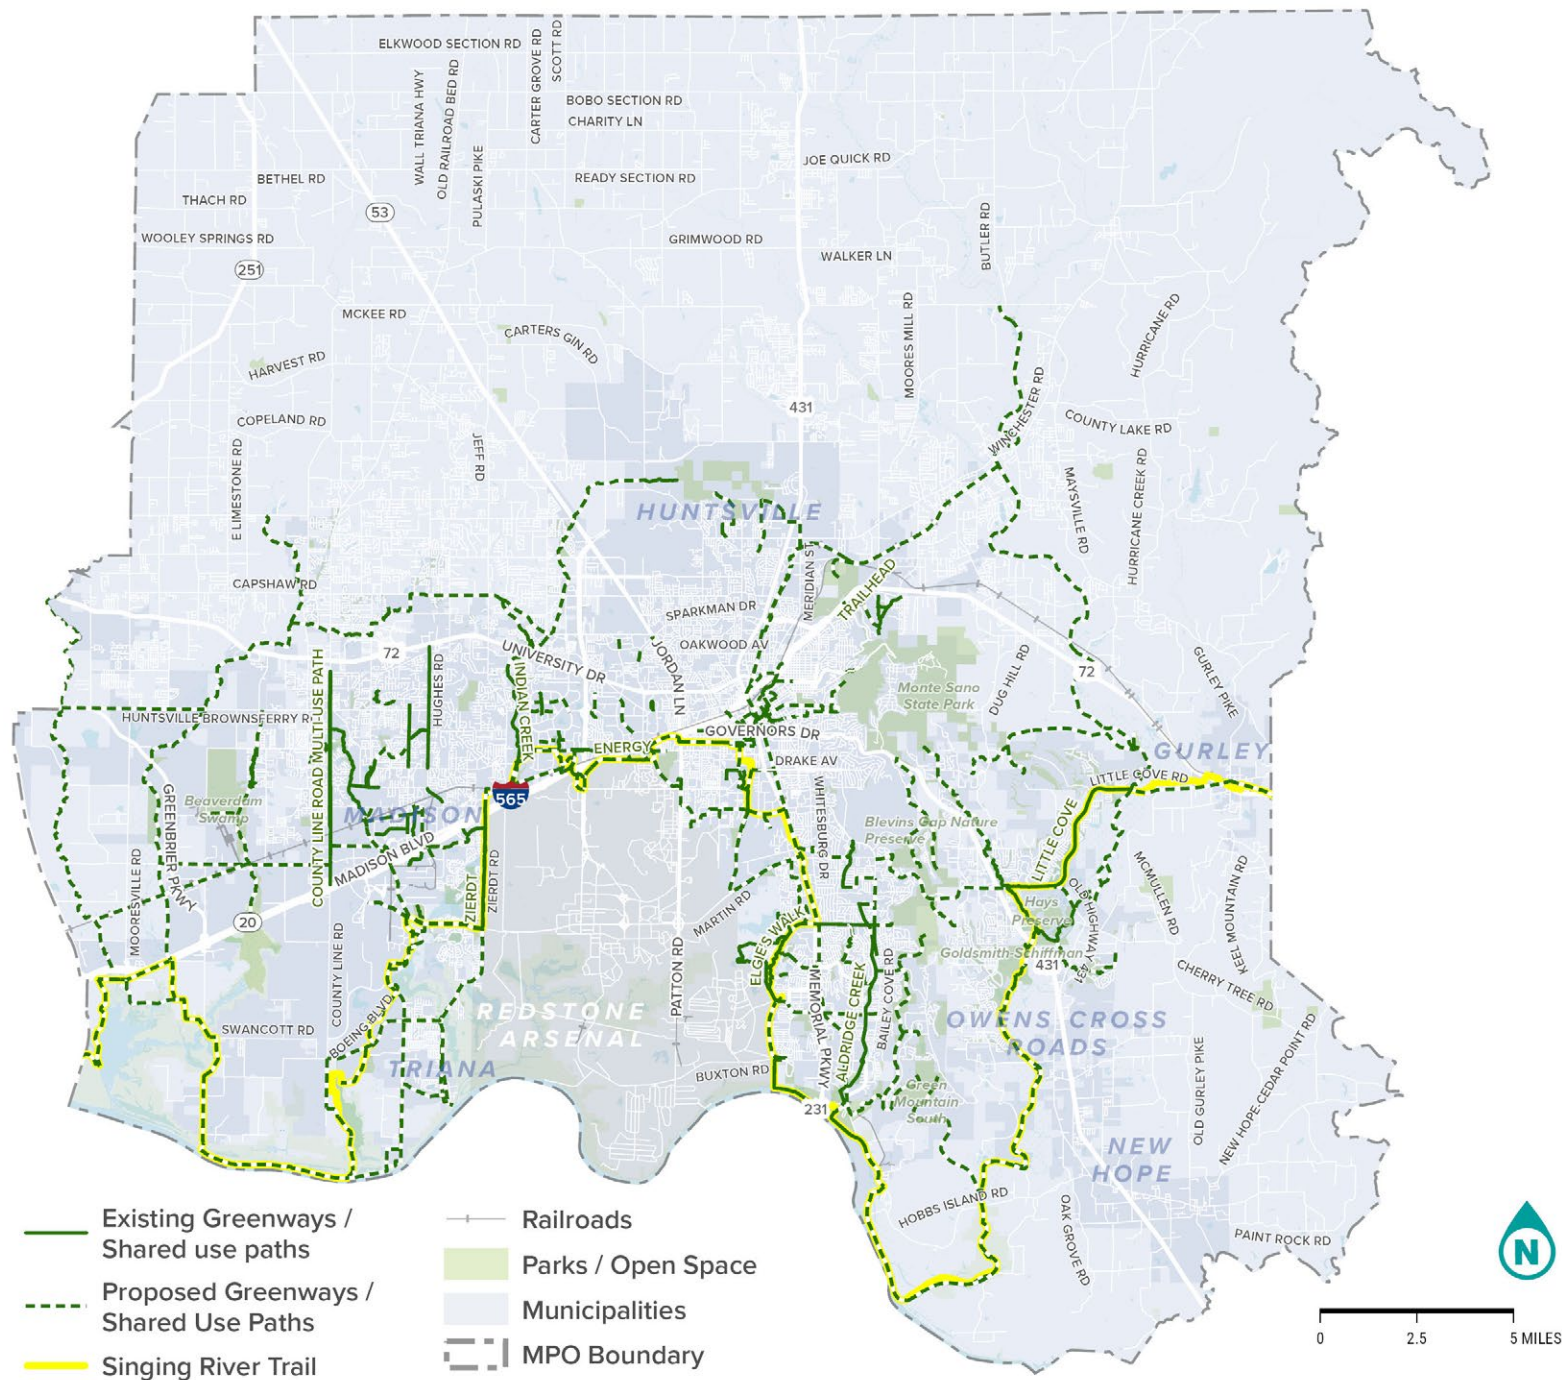 ELKWOOD SECTION RD
CARTER GROVE RD
SCOTT RD
WALL TRIANA HWY
OLD RAILROAD BED RD
BOBO SECTION RD
CHARITY LN
PULASKI PIKE
JOE QUICK RD
BETHEL RD
READY SECTION RD
THACH RD
53
WOOLEY SPRINGS RD
GRIMWOOD RD
BUTLER RD
WALKER LN
251
MCKEE RD
CARTERS GIN RD
MOORES MILL RD
HURRICANE RD
HARVEST RD
WINCHESTER RD
431
COPELAND RD
COUNTY LAKE RD
E LIMESTONE RD
JEFF RD
MAYSVILLE RD
HURRICANE CREEK RD
HUNTSVILLE
MERIDIAN ST
TRAILHEAD
CAPSHAW RD
SPARKMAN DR
OAKWOOD AV
72
UNIVERSITY DR
JORDAN LN
DUG HILL RD
72
GURLEY PIKE
COUNTY LINE ROAD MULTI-USE PATH
HUGHES RD
INDIAN CREEK
Monte Sano
State Park
HUNTSVILLE BROWNSFERRY R
GOVERNORS DR
ENERGY
GURLEY
DRAKE AV
LITTLE COVE RD
565
GREENBRIER PKWY
Beaverdam
Swamp
MADISON
WHITESBURG DR
Blevins Gap Nature
Preserve
LITTLE COVE
MADISON BLVD
MOORESVILLE RD
ZIERDT
ZIERDT RD
MARTIN RD
OLD HIGHWAY 431
MCMULLEN RD
KEEL MOUNTAIN RD
Hays
Preserve
20
COUNTY LINE RD
ELGIE'S WALK
PATTON RD
MEMORIAL PKWY
ALDRIDGE CREEK
BAILEY COVE RD
Goldsmith-Schiffman
431
CHERRY TREE RD
REDSTONE
ARSENAL
SWANCOTT RD
BOEING BLVD
TRIANA
OWENS CROSS
ROADS
BUXTON RD
231
Green
Mountain
South
OLD GURLEY PIKE
NEW HOPE-CEDAR POINT RD
NEW
HOPE
HOBBS ISLAND RD
OAK GROVE RD
PAINT ROCK RD
Existing Greenways /
Shared use paths
Proposed Greenways /
Shared Use Paths
Singing River Trail
Railroads
Parks / Open Space
Municipalities
MPO Boundary
N
0 2.5 5 MILES